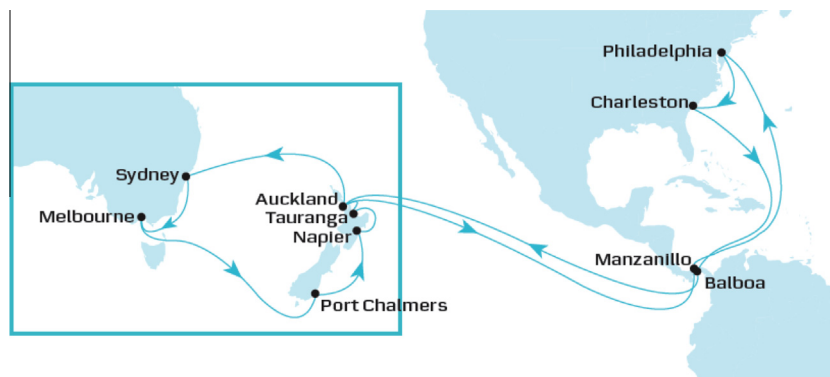 Philadelphia
Charleston
Sydney
Auckland
Melbourne
Tauranga
Napier
Manzanillo
Balboa
Port Chalmers